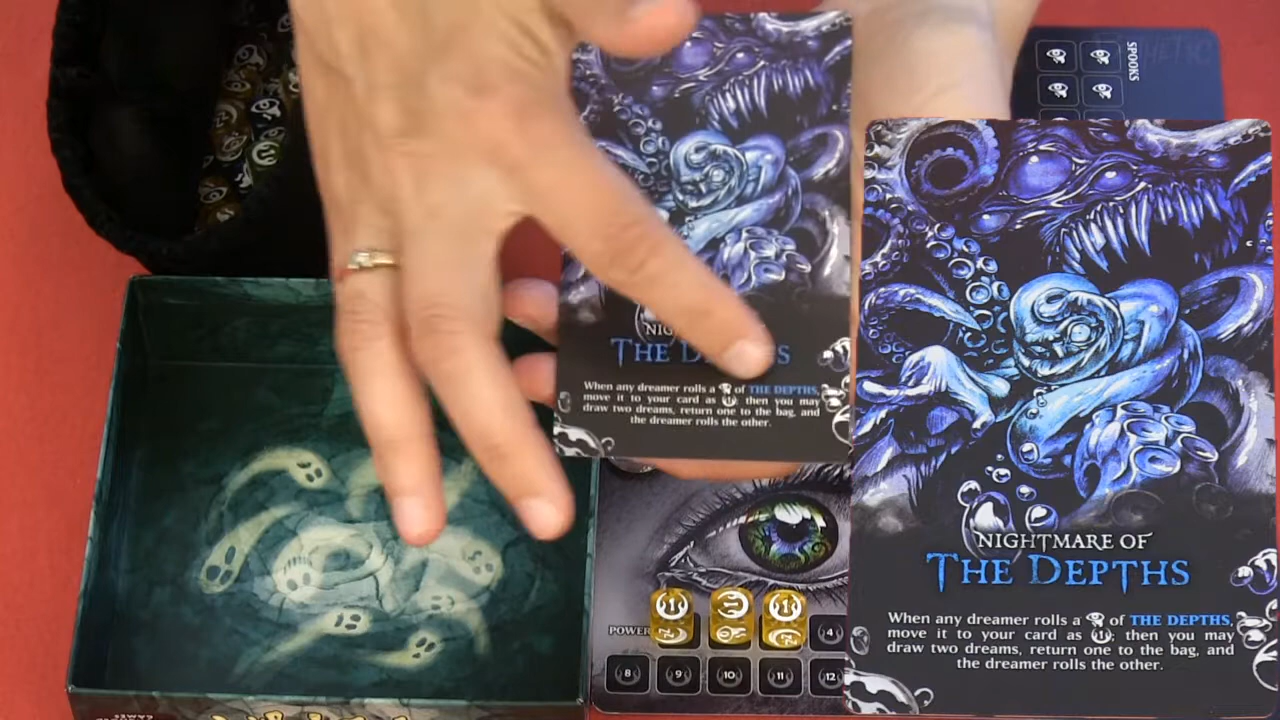 SPOOKS
THE D S
When any dreamer rolls a of THE DEPTHS,
move it to your card as 1; then you may
draw two dreams, return one to the bag, and
the dreamer rolls the other.
POWER
4
8 9 10 11 12
NIGHTMARE OF
THE DEPTHS
When any dreamer rolls a of THE DEPTHS,
move it to your card as 1; then you may
draw two dreams, return one to the bag, and
the dreamer rolls the other.